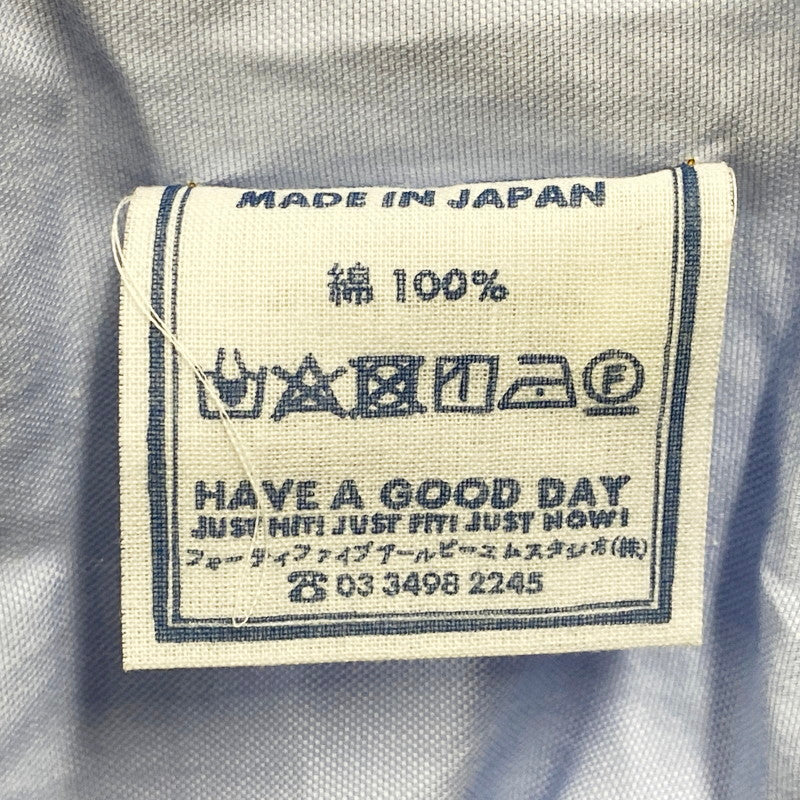 MADE IN JAPAN
綿 100%
F
HAVE A GOOD DAY
JUST HIT! JUST FIT! JUST NOW!
フォーティファイブアールピーエムスタジオ(株)
☎ 03 3498 2245